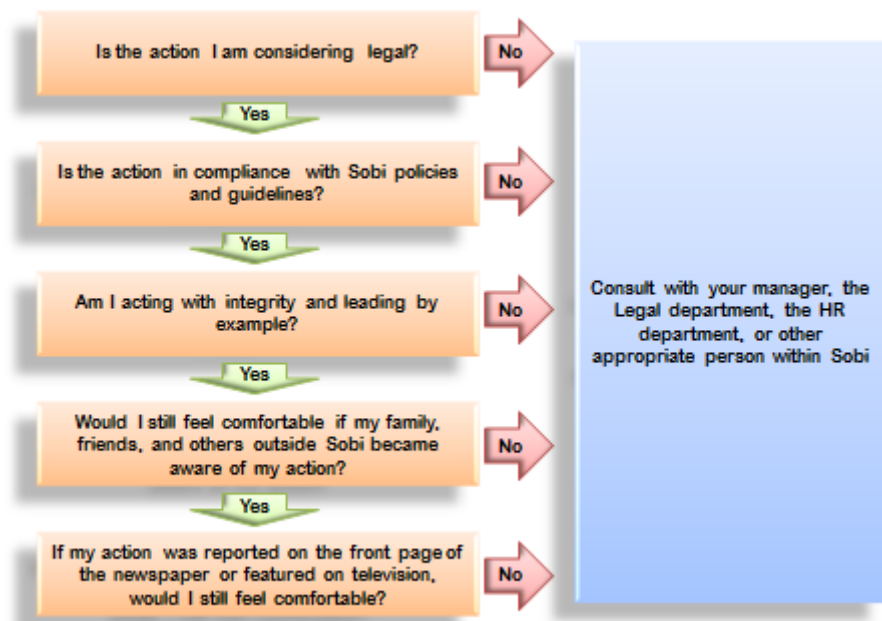 Is the action I am considering legal?
No
Yes
Is the action in compliance with Sobi policies
and guidelines?
No
Yes
Am I acting with integrity and leading by
example?
No
Yes
Would I still feel comfortable if my family,
friends, and others outside Sobi became
aware of my action?
No
Yes
If my action was reported on the front page of
the newspaper or featured on television,
would I still feel comfortable?
No
Consult with your manager, the
Legal department, the HR
department, or other
appropriate person within Sobi